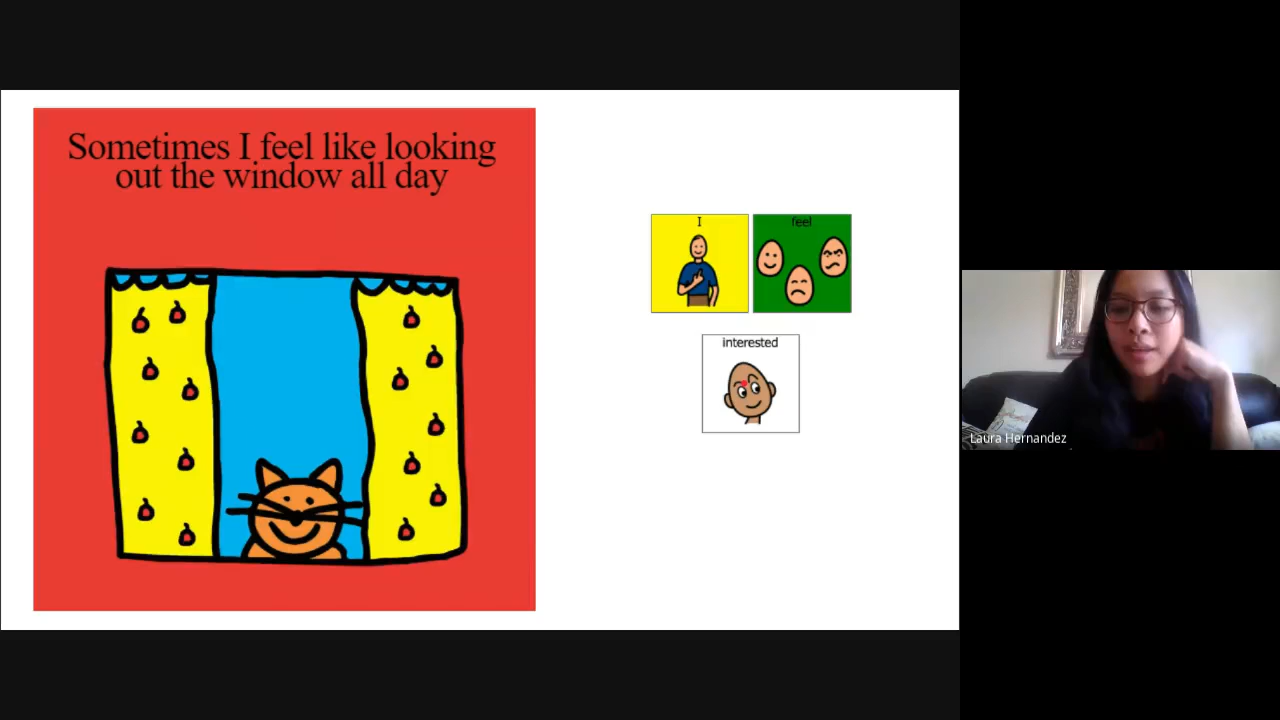 Sometimes I feel like looking
out the window all day
I
feel
interested
Laura Hernandez